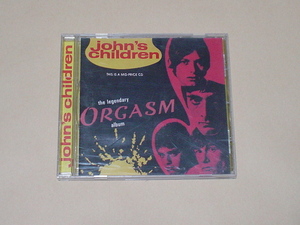 john's
children
THIS IS A MID-PRICE CD
the legendary
ORGASM
album
john's children